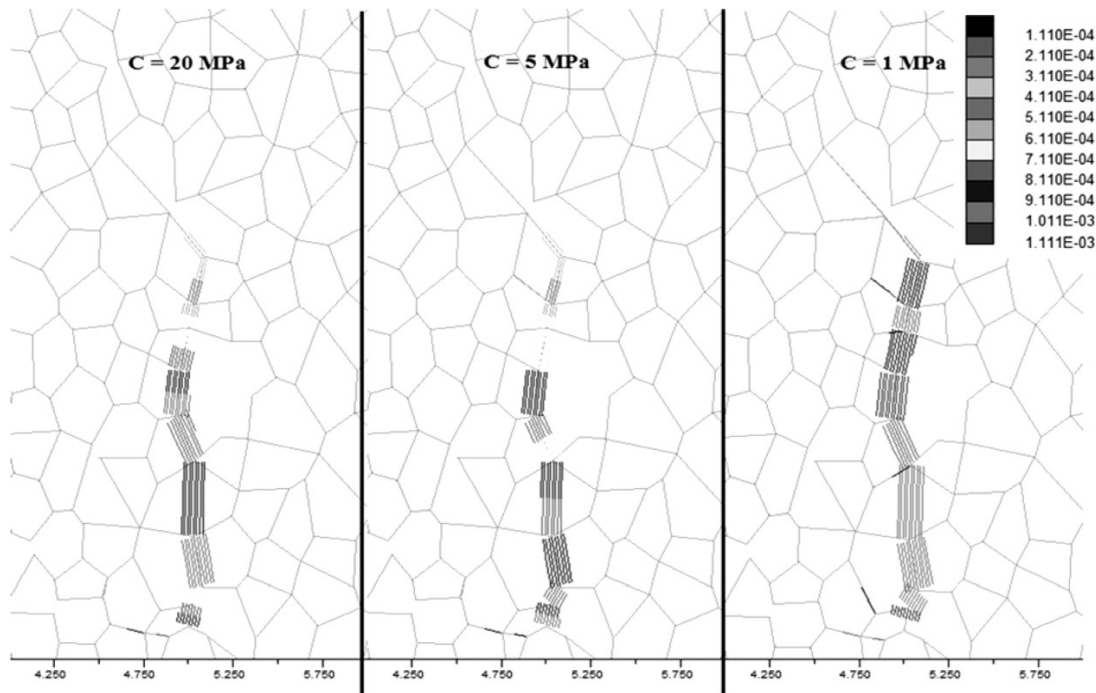 C = 20 MPa
C = 5 MPa
C = 1 MPa
1.110E-04
2.110E-04
3.110E-04
4.110E-04
5.110E-04
6.110E-04
7.110E-04
8.110E-04
9.110E-04
1.011E-03
1.111E-03
4.250 4.750 5.250 5.750 4.250 4.750 5.250 5.750 4.250 4.750 5.250 5.750